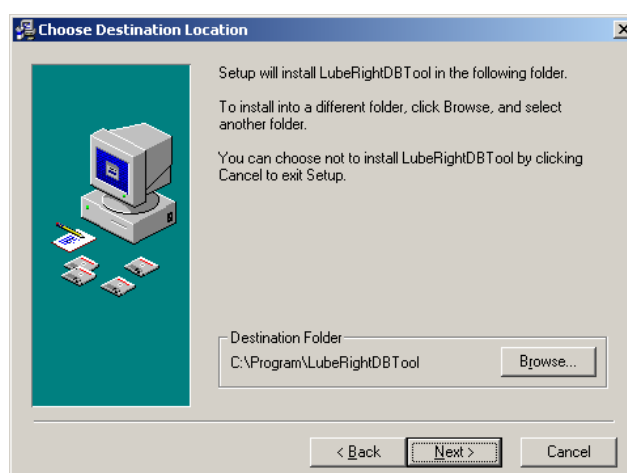 Choose Destination Location
Setup will install LubeRightDBTool in the following folder.
To install into a different folder, click Browse, and select
another folder.
You can choose not to install LubeRightDBTool by clicking
Cancel to exit Setup.
Destination Folder
C:\Program\LubeRightDBTool
Browse...
< Back
Next >
Cancel